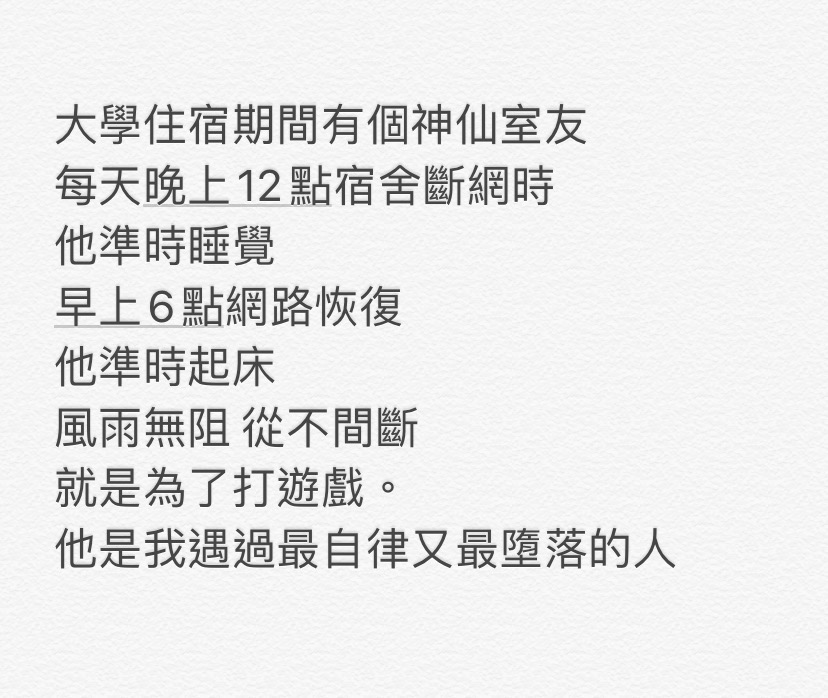 大學住宿期間有個神仙室友
每天晚上12點宿舍斷網時
他準時睡覺
早上6點網路恢復
他準時起床
風雨無阻 從不間斷
就是為了打遊戲。
他是我遇過最自律又最墮落的人